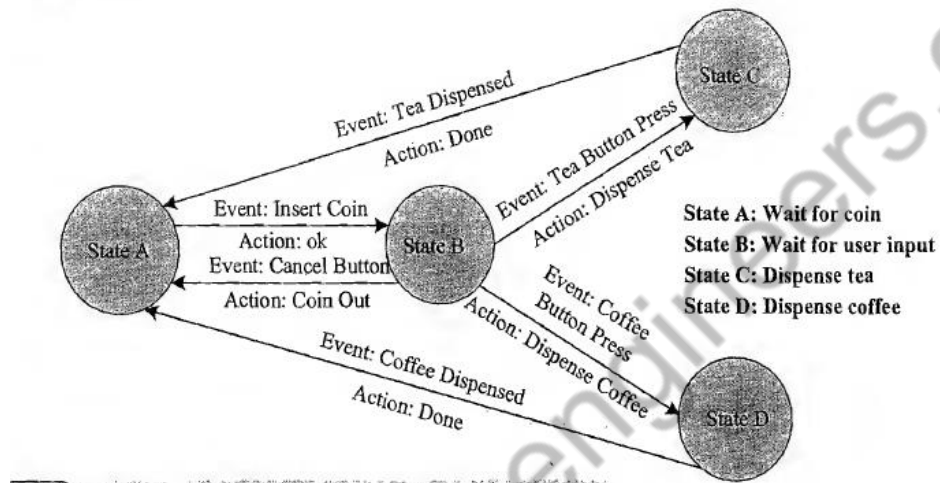 State C
Event: Tea Dispensed
Action: Done
Event: Tea Button Press
Action: Dispense Tea
State A
Event: Insert Coin
Action: ok
Event: Cancel Button
Action: Coin Out
State B
State A: Wait for coin
State B: Wait for user input
State C: Dispense tea
State D: Dispense coffee
Event: Coffee
Button Press
Action: Dispense Coffee
Event: Coffee Dispensed
Action: Done
State D
engineers.